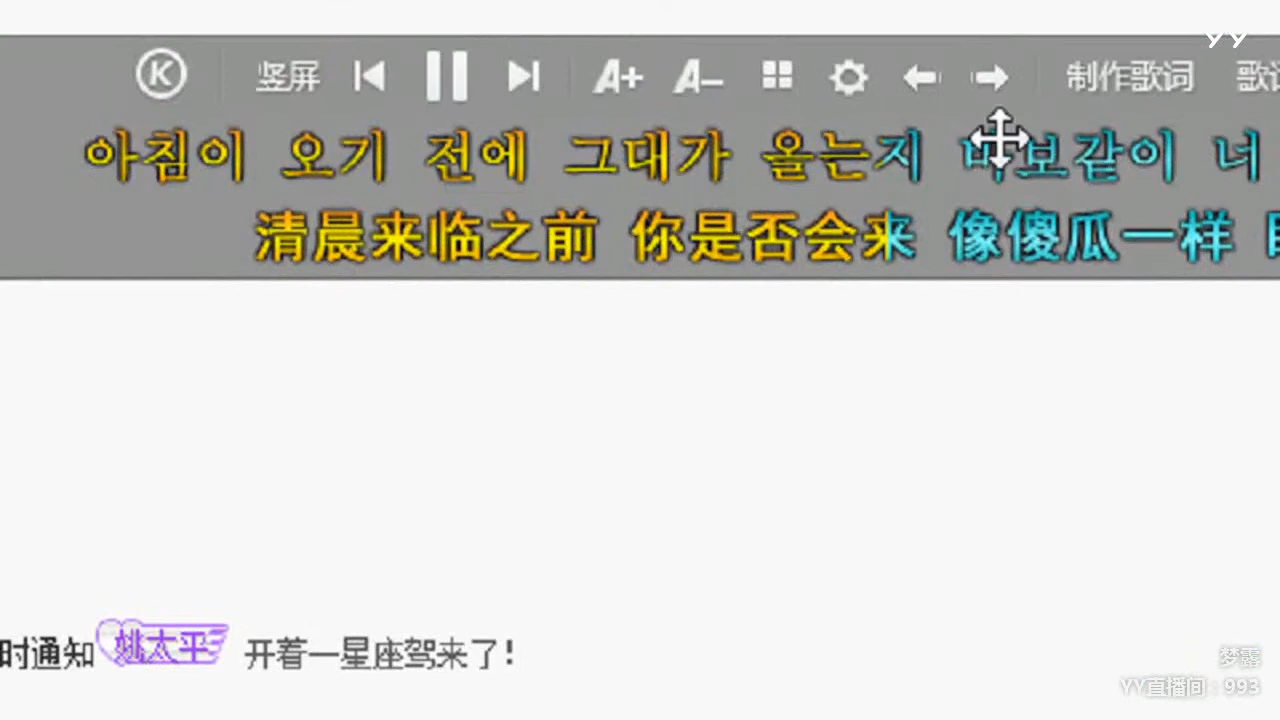 YY
K 竖屏 A+ A- 制作歌词
아침이 오기 전에 그대가 올는지 바보같이 너
清晨来临之前 你是否会来 像傻瓜一样
时通知 姚太平 开着一星座驾来了!
梦露
YY直播间:993